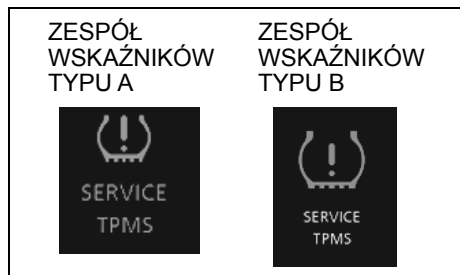 ZESPÓŁ
WSKAŹNIKÓW
TYPU A
SERVICE
TPMS
ZESPÓŁ
WSKAŹNIKÓW
TYPU B
SERVICE
TPMS